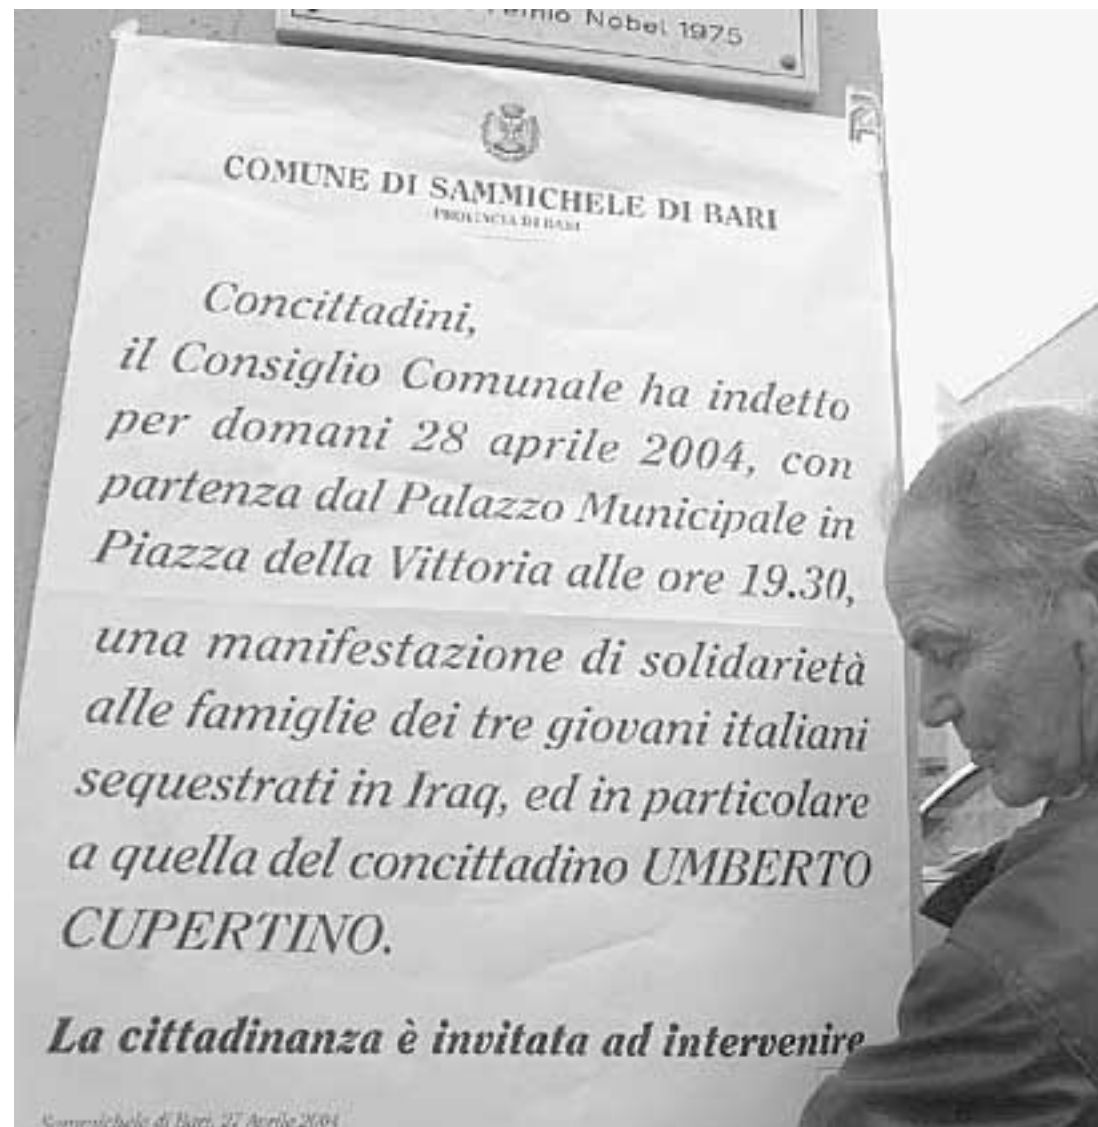 Nobel 1975
COMUNE DI SAMMICHELE DI BARI
PROVINCIA DI BARI
Concittadini,
il Consiglio Comunale ha indetto
per domani 28 aprile 2004, con
partenza dal Palazzo Municipale in
Piazza della Vittoria alle ore 19.30,
una manifestazione di solidarietà
alle famiglie dei tre giovani italiani
sequestrati in Iraq, ed in particolare
a quella del concittadino UMBERTO
CUPERTINO.
La cittadinanza è invitata ad intervenire
Sammichele di Bari, 27 Aprile 2004